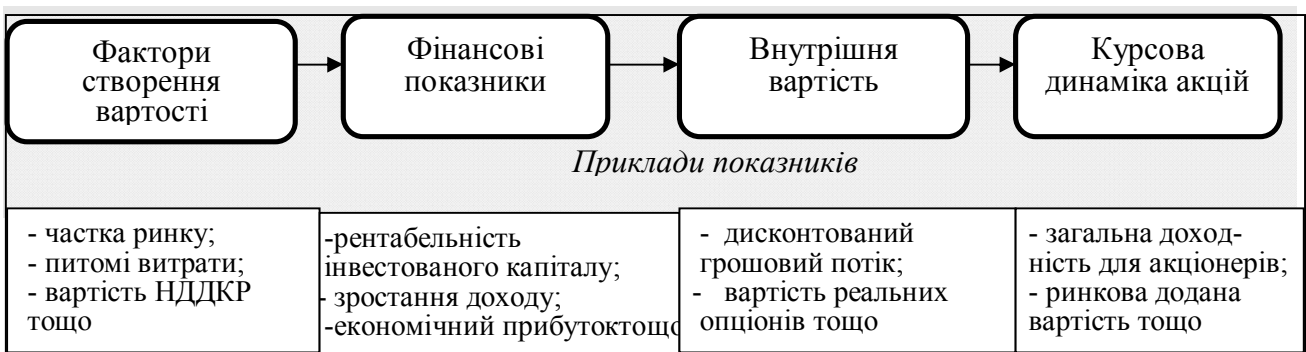 Фактори
створення
вартості
Фінансові
показники
Внутрішня
вартість
Курсова
динаміка акцій
Приклади показників
- частка ринку;
- питомі витрати;
- вартість НДДКР
тощо
-рентабельність
інвестованого капіталу;
- зростання доходу;
-економічний прибутоктощо
- дисконтований
грошовий потік;
- вартість реальних
опціонів тощо
- загальна доход-
ність для акціонерів;
- ринкова додана
вартість тощо